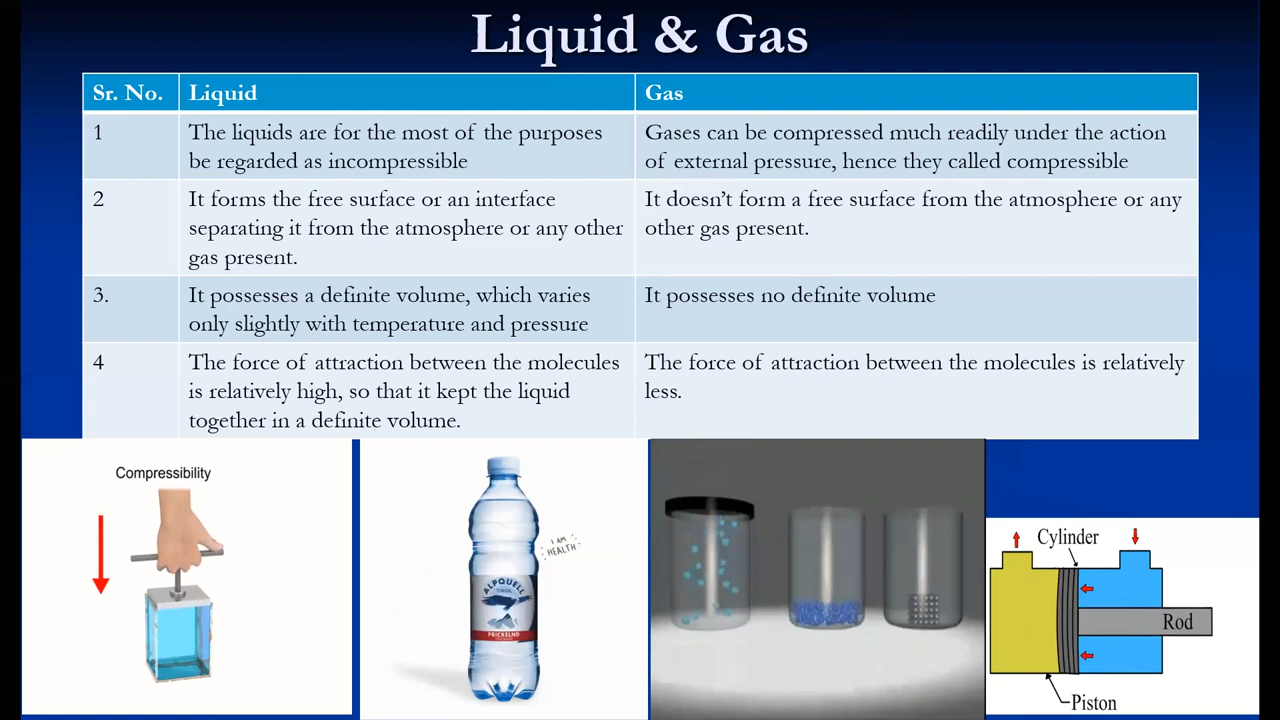 Liquid & Gas
Sr. No. Liquid Gas
1 The liquids are for the most of the purposes be regarded as incompressible
Gases can be compressed much readily under the action of external pressure, hence they called compressible
2 It forms the free surface or an interface separating it from the atmosphere or any other gas present.
It doesn't form a free surface from the atmosphere or any other gas present.
3. It possesses a definite volume, which varies only slightly with temperature and pressure
It possesses no definite volume
4 The force of attraction between the molecules is relatively high, so that it kept the liquid together in a definite volume.
The force of attraction between the molecules is relatively less.
Compressibility
I AM
HEALTH
ALPQUELL
TIROL
PRICKELND
Cylinder
Rod
Piston